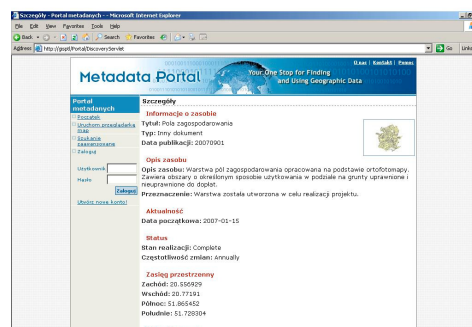 Szczegóły - Portal metadanych - Microsoft Internet Explorer
File Edit View Favorites Tools Help
Back Search Favorites
Address http://gsptl/Portal/DiscoveryServlet Go Links
O nas | Kontakt | Pomoc
Metadata Portal
Your One Stop for Finding
and Using Geographic Data
Portal metadanych
Początek
Uruchom przeglądarkę map
Szukanie zaawansowane
Zaloguj
Użytkownik
Hasło
Zaloguj
Utwórz nowe konto!
Szczegóły
Informacje o zasobie
Tytuł: Pola zagospodarowania
Typ: Inny dokument
Data publikacji: 20070901
Opis zasobu
Opis zasobu: Warstwa pól zagospodarowania opracowana na podstawie ortofotomapy.
Zawiera obszary o określonym sposobie użytkowania w podziale na grunty uprawnione i
nieuprawnione do dopłat.
Przeznaczenie: Warstwa została utworzona w celu realizacji projektu.
Aktualność
Data początkowa: 2007-01-15
Status
Stan realizacji: Complete
Częstotliwość zmian: Annually
Zasięg przestrzenny
Zachód: 20.556929
Wschód: 20.77191
Północ: 51.865452
Południe: 51.728304